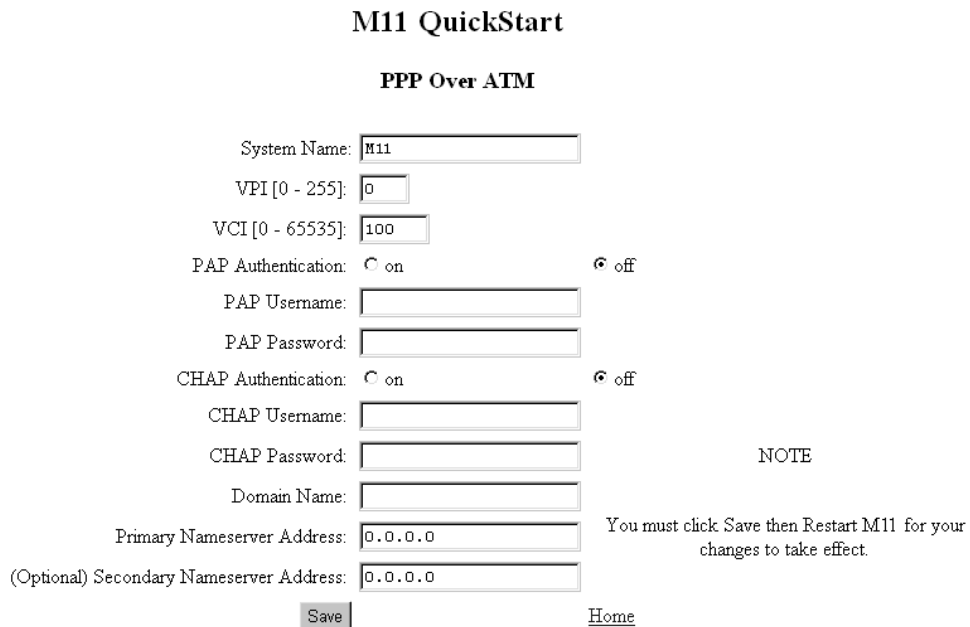 M11 QuickStart
PPP Over ATM
System Name: M11
VPI [0 - 255]: 0
VCI [0 - 65535]: 100
PAP Authentication: on off
PAP Username:
PAP Password:
CHAP Authentication: on off
CHAP Username:
CHAP Password: NOTE
Domain Name:
Primary Nameserver Address: 0.0.0.0
You must click Save then Restart M11 for your
changes to take effect.
(Optional) Secondary Nameserver Address: 0.0.0.0
Save Home